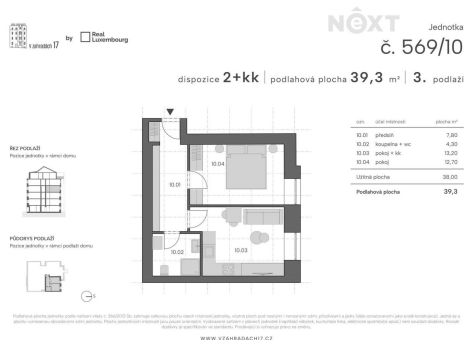 NEXT
REALITY
Jednotka
č. 569/10
v zahradách 17
by
Real
Luxembourg
dispozice 2+kk | podlahová plocha 39,3 m² | 3. podlaží
ozn. účel místnosti plocha m²
10.01 předsíň 7,80
10.02 koupelna + wc 4,30
10.03 pokoj + kk 13,20
10.04 pokoj 12,70
Užitná plocha 38,00
Podlahová plocha 39,3
ŘEZ PODLAŽÍ
Pozice jednotky v rámci domu
PŮDORYS PODLAŽÍ
Pozice jednotky v rámci podlaží domu
S
10.01
10.04
10.02
10.03
WWW.VZAHRADACH17.CZ